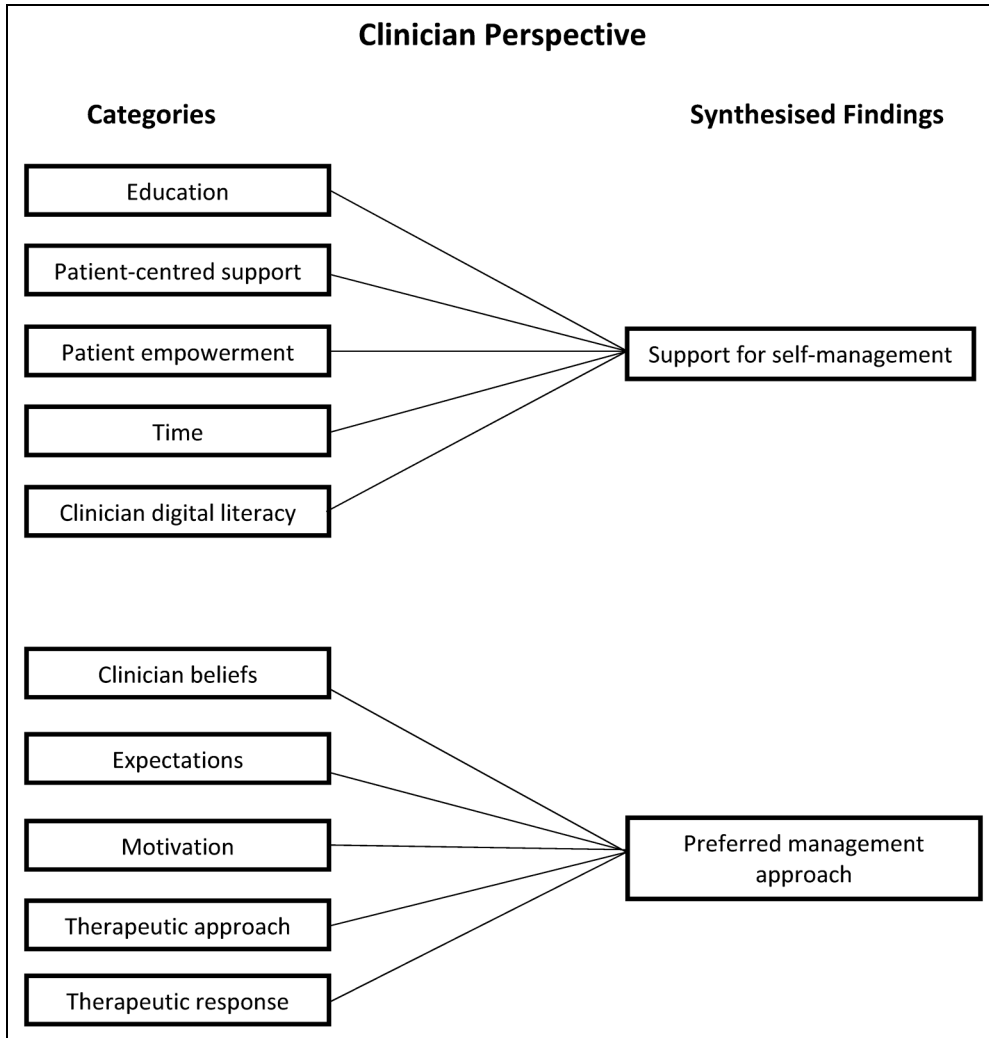 Clinician Perspective
Categories
Synthesised Findings
Education
Patient-centred support
Patient empowerment
Time
Clinician digital literacy
Support for self-management
Clinician beliefs
Expectations
Motivation
Therapeutic approach
Therapeutic response
Preferred management
approach